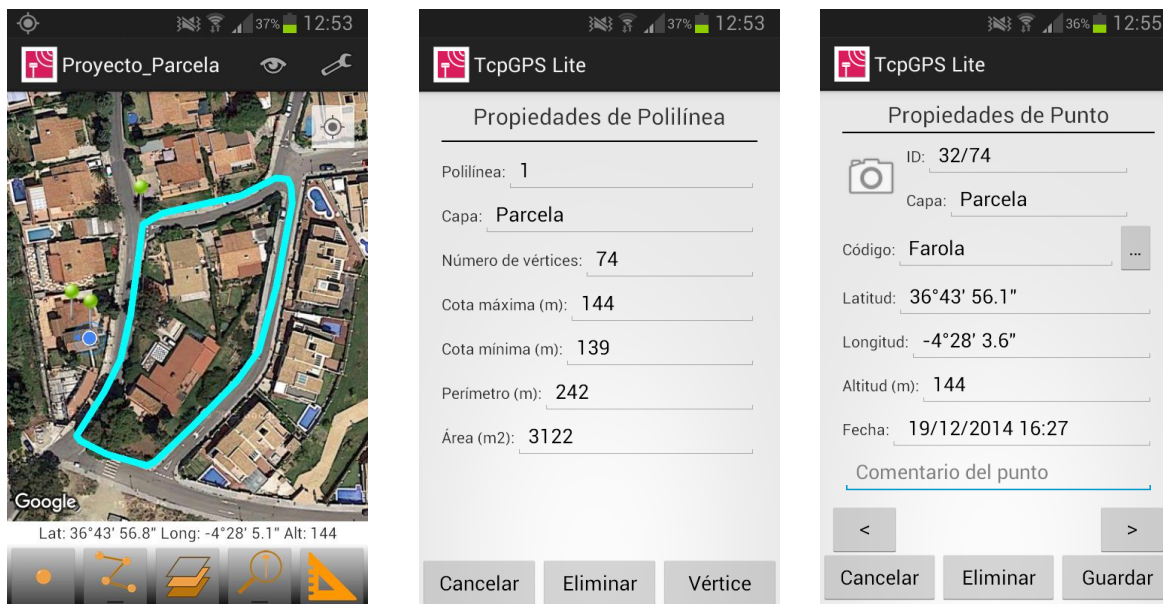 37% 12:53
Proyecto_Parcela
Google
Lat: 36°43' 56.8" Long: -4°28' 5.1" Alt: 144
37% 12:53
TcpGPS Lite
Propiedades de Polilínea
Polilínea: 1
Capa: Parcela
Número de vértices: 74
Cota máxima (m): 144
Cota mínima (m): 139
Perímetro (m): 242
Área (m2): 3122
Cancelar Eliminar Vértice
36% 12:55
TcpGPS Lite
Propiedades de Punto
ID: 32/74
Capa: Parcela
Código: Farola ...
Latitud: 36°43' 56.1"
Longitud: -4°28' 3.6"
Altitud (m): 144
Fecha: 19/12/2014 16:27
Comentario del punto
< >
Cancelar Eliminar Guardar